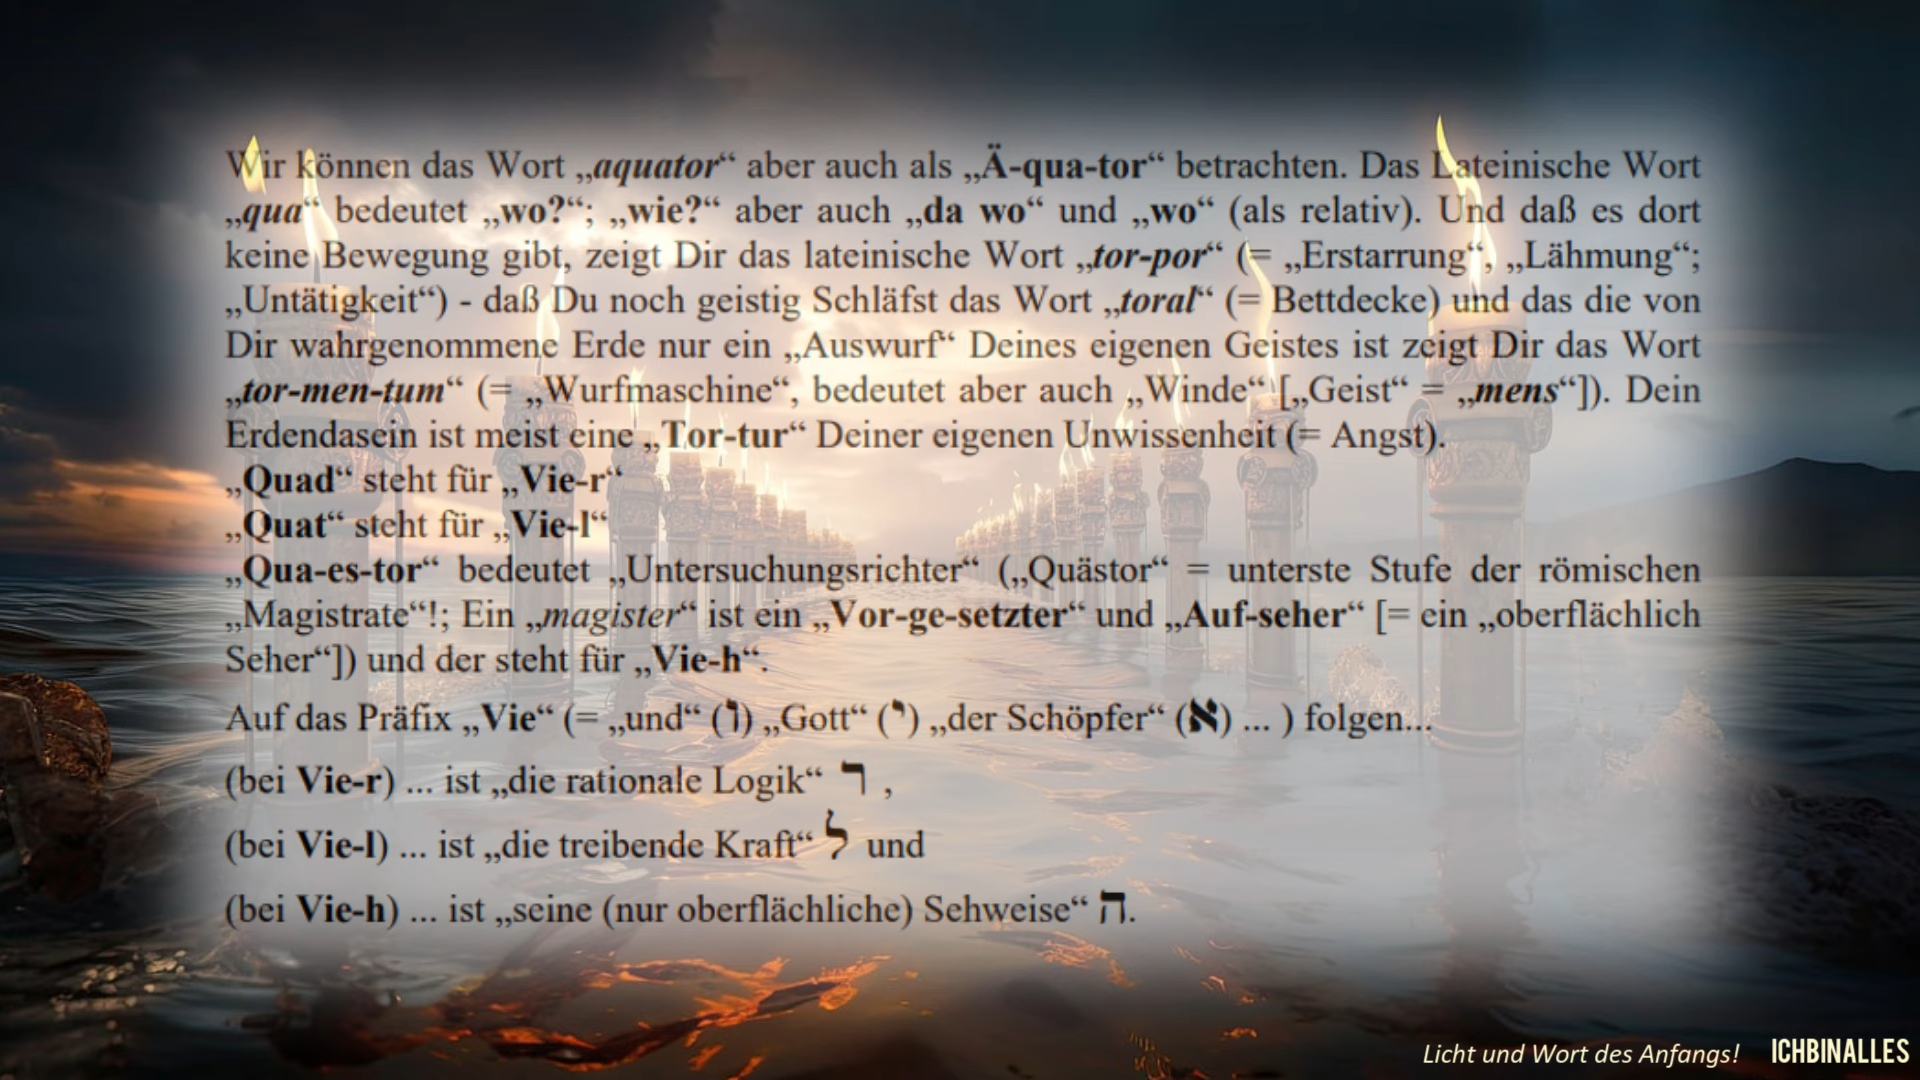 Wir können das Wort „aquator“ aber auch als „Ä-qua-tor“ betrachten. Das Lateinische Wort
„qua“ bedeutet „wo?“; „wie?“ aber auch „da wo“ und „wo“ (als relativ). Und daß es dort
keine Bewegung gibt, zeigt Dir das lateinische Wort „tor-por“ (= „Erstarrung“, „Lähmung“;
„Untätigkeit“) - daß Du noch geistig Schläfst das Wort „toral“ (= Bettdecke) und das die von
Dir wahrgenommene Erde nur ein „Auswurf“ Deines eigenen Geistes ist zeigt Dir das Wort
„tor-men-tum“ (= „Wurfmaschine“, bedeutet aber auch „Winde“ [„Geist“ = „mens“]). Dein
Erdendasein ist meist eine „Tor-tur“ Deiner eigenen Unwissenheit (= Angst).
„Quad“ steht für „Vie-r“
„Quat“ steht für „Vie-l“
„Qua-es-tor“ bedeutet „Untersuchungsrichter“ („Quästor“ = unterste Stufe der römischen
„Magistrate“!; Ein „magister“ ist ein „Vor-ge-setzter“ und „Auf-seher“ [= ein „oberflächlich
Seher“]) und der steht für „Vie-h“.
Auf das Präfix „Vie“ (= „und“ (ו) „Gott“ (י) „der Schöpfer“ (א) ... ) folgen...
(bei Vie-r) ... ist „die rationale Logik“ ר ,
(bei Vie-l) ... ist „die treibende Kraft“ ל und
(bei Vie-h) ... ist „seine (nur oberflächliche) Sehweise“ ה.
Licht und Wort des Anfangs! ICHBINALLES